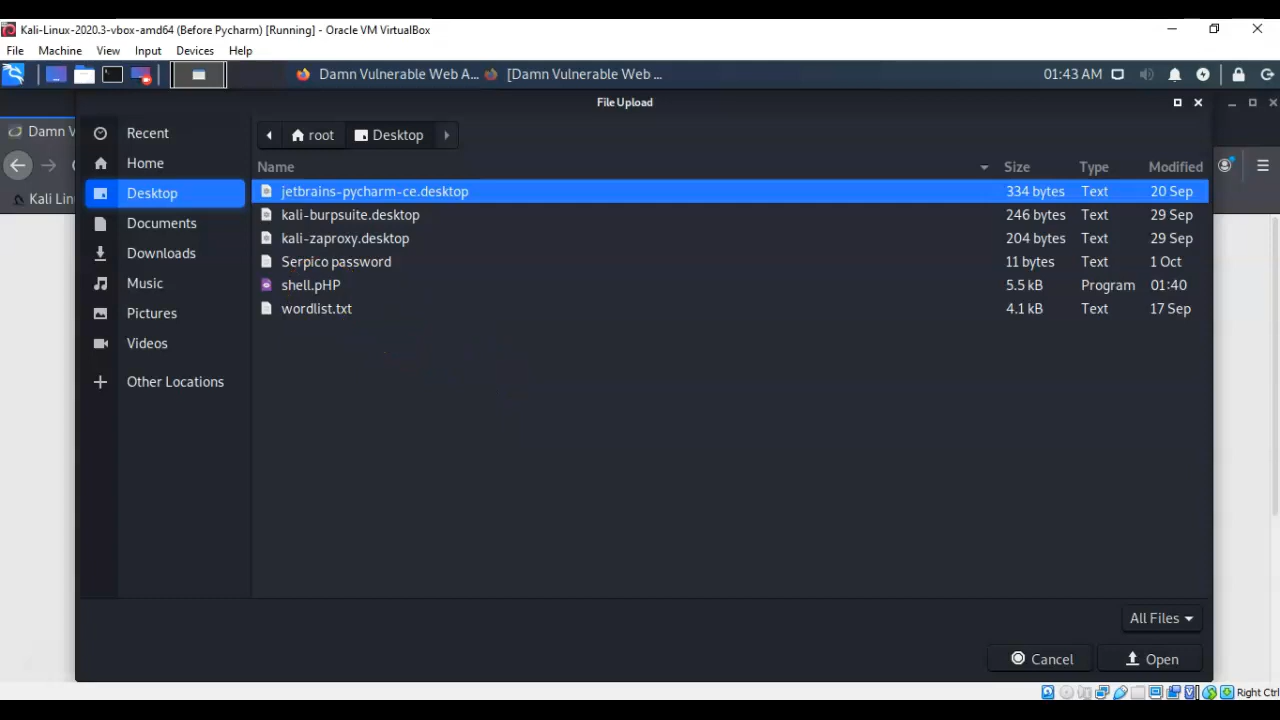 Kali-Linux-2020.3-vbox-amd64 (Before Pycharm) [Running] - Oracle VM VirtualBox
File Machine View Input Devices Help
Damn Vulnerable Web A... [Damn Vulnerable Web ... 01:43 AM
File Upload
Damn V
Kali Lin
Recent
Home
Desktop
Documents
Downloads
Music
Pictures
Videos
Other Locations
root Desktop
Name Size Type Modified
jetbrains-pycharm-ce.desktop 334 bytes Text 20 Sep
kali-burpsuite.desktop 246 bytes Text 29 Sep
kali-zaproxy.desktop 204 bytes Text 29 Sep
Serpico password 11 bytes Text 1 Oct
shell.pHP 5.5 kB Program 01:40
wordlist.txt 4.1 kB Text 17 Sep
All Files
Cancel Open
Right Ctrl